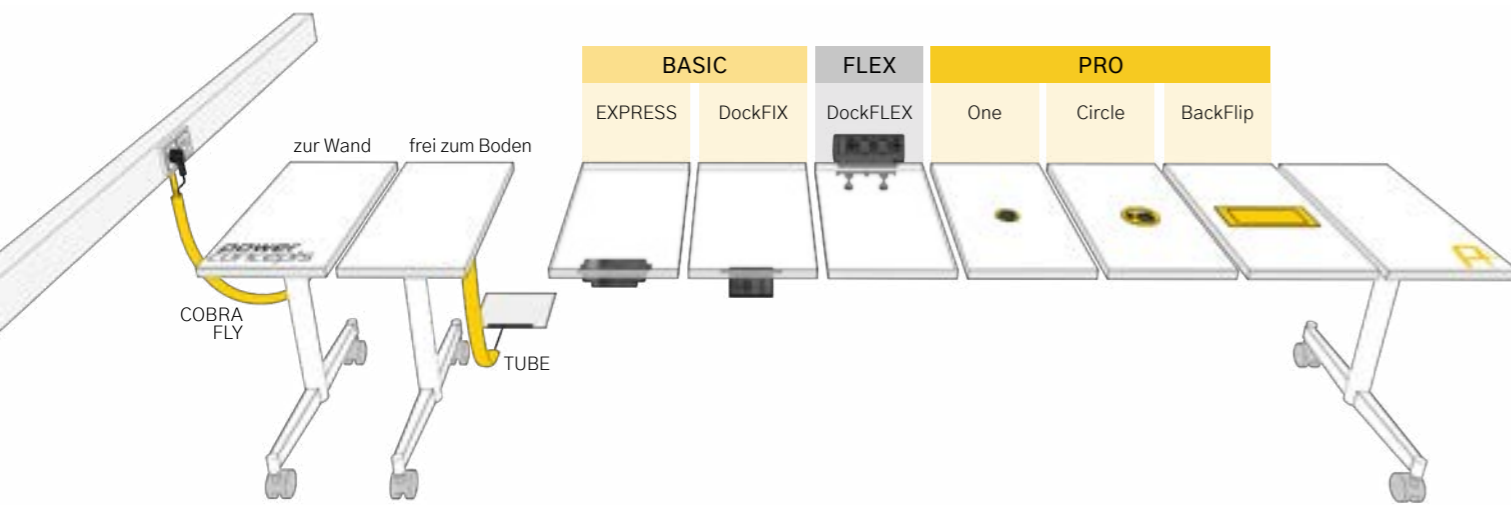 BASIC FLEX PRO
EXPRESS DockFIX DockFLEX One Circle BackFlip
zur Wand frei zum Boden
power
concepts
COBRA
FLY
TUBE